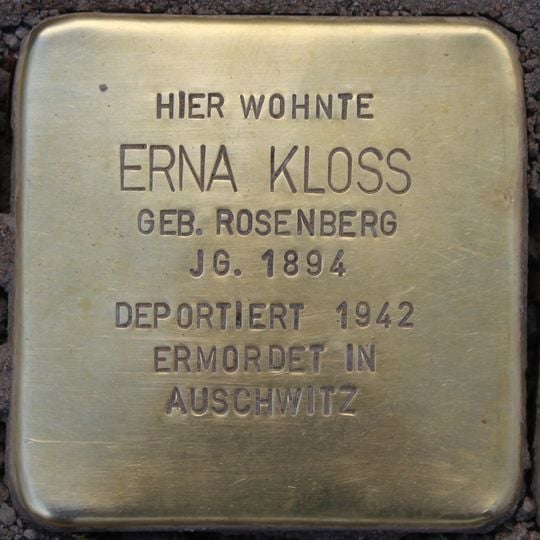 HIER WOHNTE
ERNA KLOSS
GEB. ROSENBERG
JG. 1894
DEPORTIERT 1942
ERMORDET IN
AUSCHWITZ